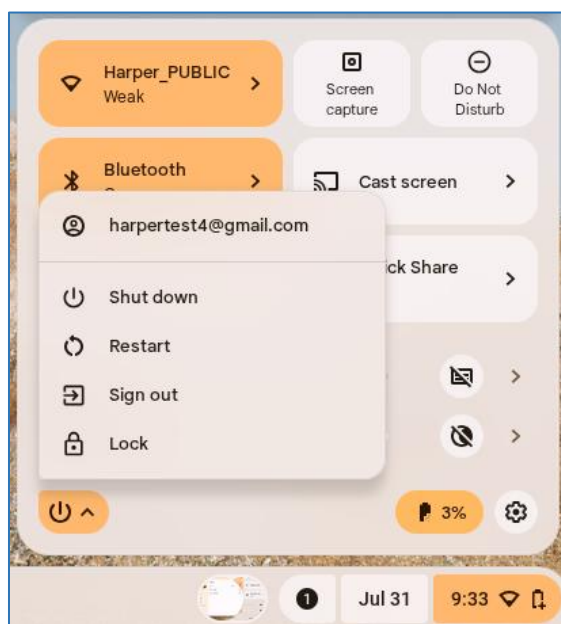 Harper_PUBLIC
Weak
Screen
capture
Do Not
Disturb
Bluetooth
Cast screen
harpertest4@gmail.com
ick Share
Shut down
Restart
Sign out
Lock
3%
1
Jul 31
9:33